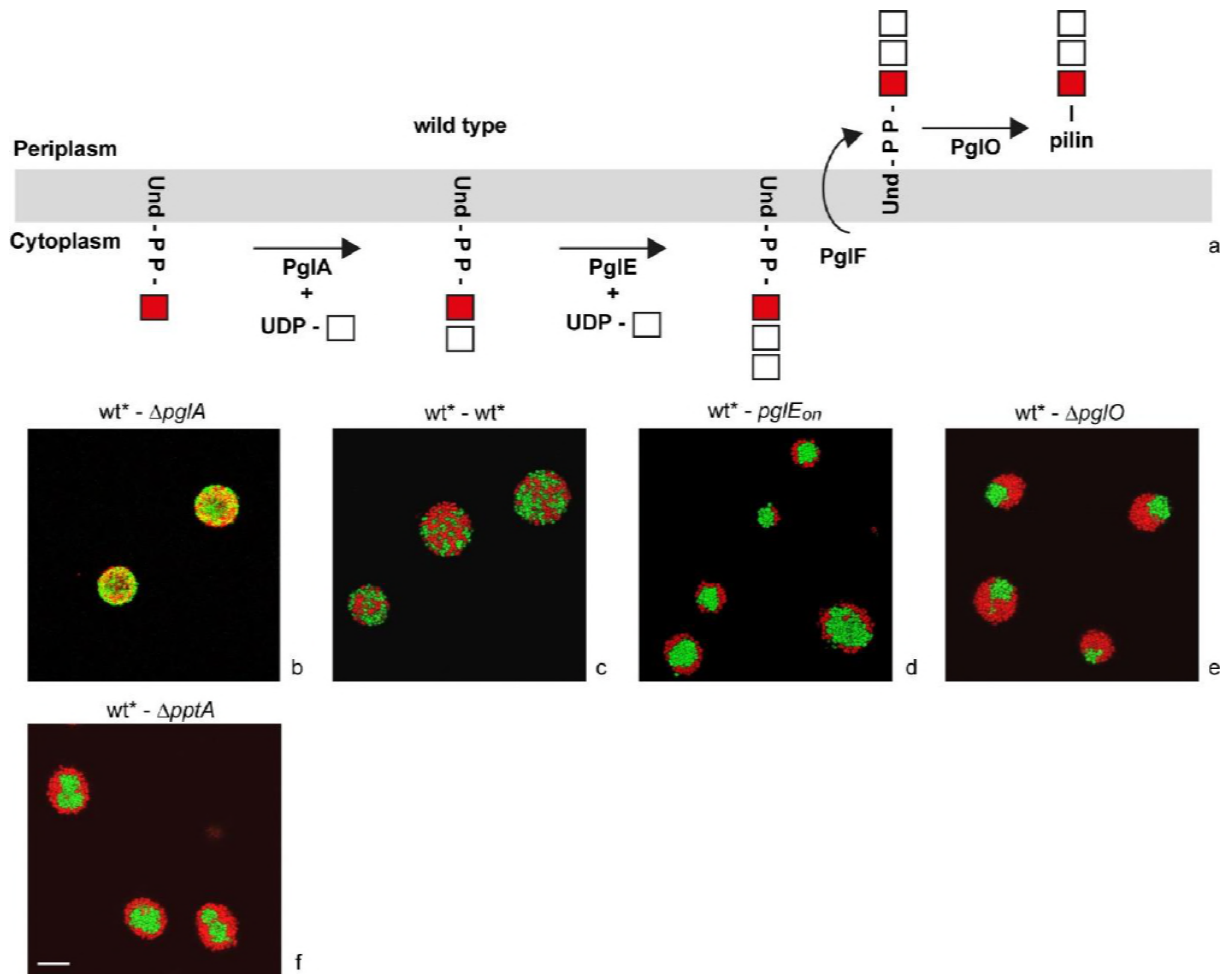 wild type
Periplasm
Und - P P -
PglO
pilin
Cytoplasm
Und - P P -
PglA
+
UDP -
Und - P P -
PglE
+
UDP -
Und - P P -
PglF
a
wt* - ΔpglA
wt* - wt*
wt* - pglEon
wt* - ΔpglO
b
c
d
e
wt* - ΔpptA
f